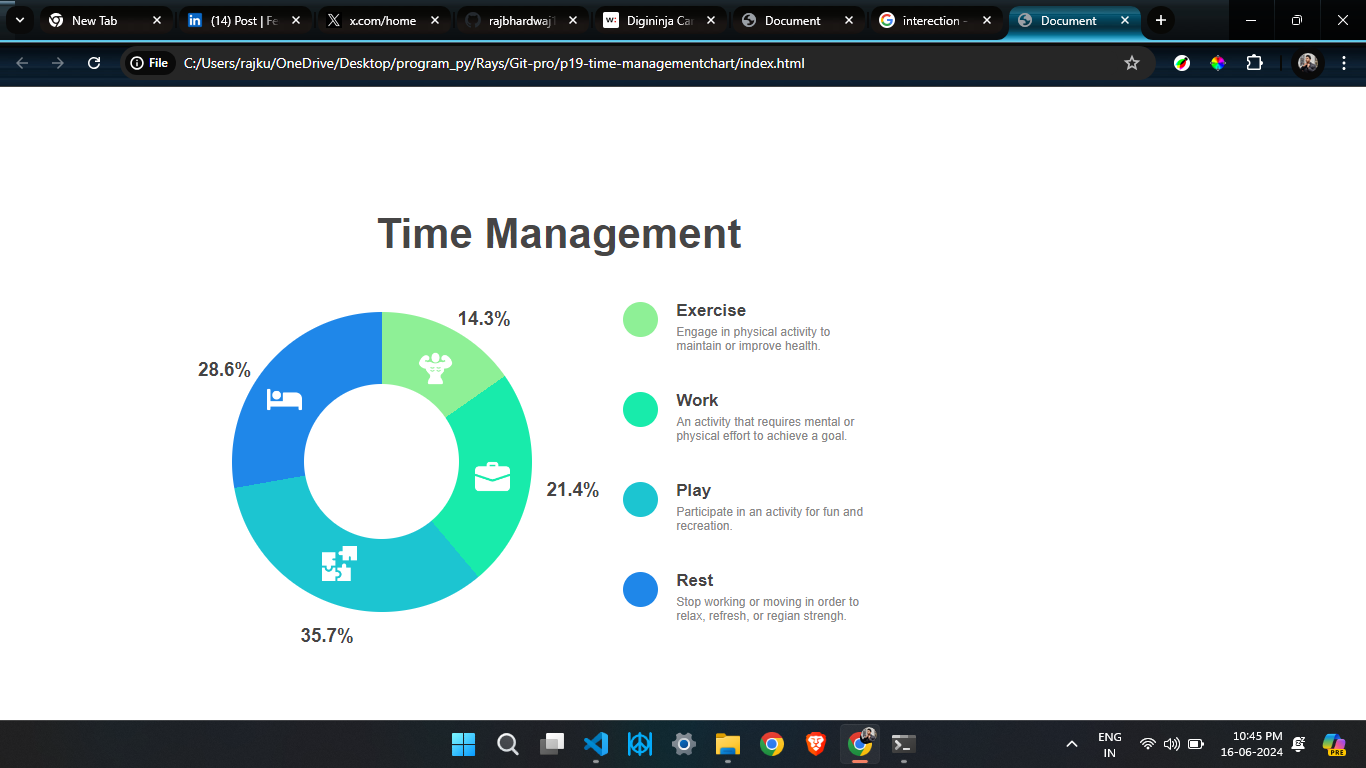 New Tab
(14) Post | Fe
x.com/home
rajbhardwaj1
Digininja Car
Document
interection -
Document
File
C:/Users/rajku/OneDrive/Desktop/program_py/Rays/Git-pro/p19-time-managementchart/index.html
Time Management
14.3%
28.6%
21.4%
35.7%
Exercise
Engage in physical activity to
maintain or improve health.
Work
An activity that requires mental or
physical effort to achieve a goal.
Play
Participate in an activity for fun and
recreation.
Rest
Stop working or moving in order to
relax, refresh, or regian strengh.
ENG
IN
10:45 PM
16-06-2024
PRE